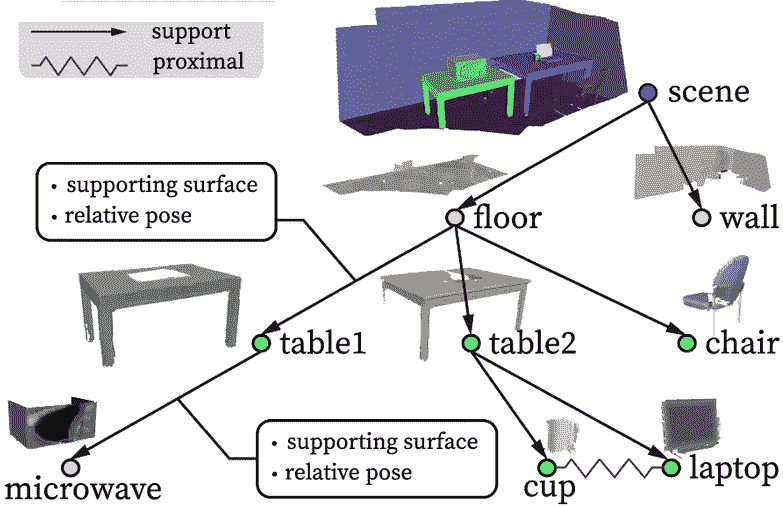 support
proximal
scene
• supporting surface
• relative pose
floor
wall
table1
table2
chair
• supporting surface
• relative pose
microwave
cup
laptop